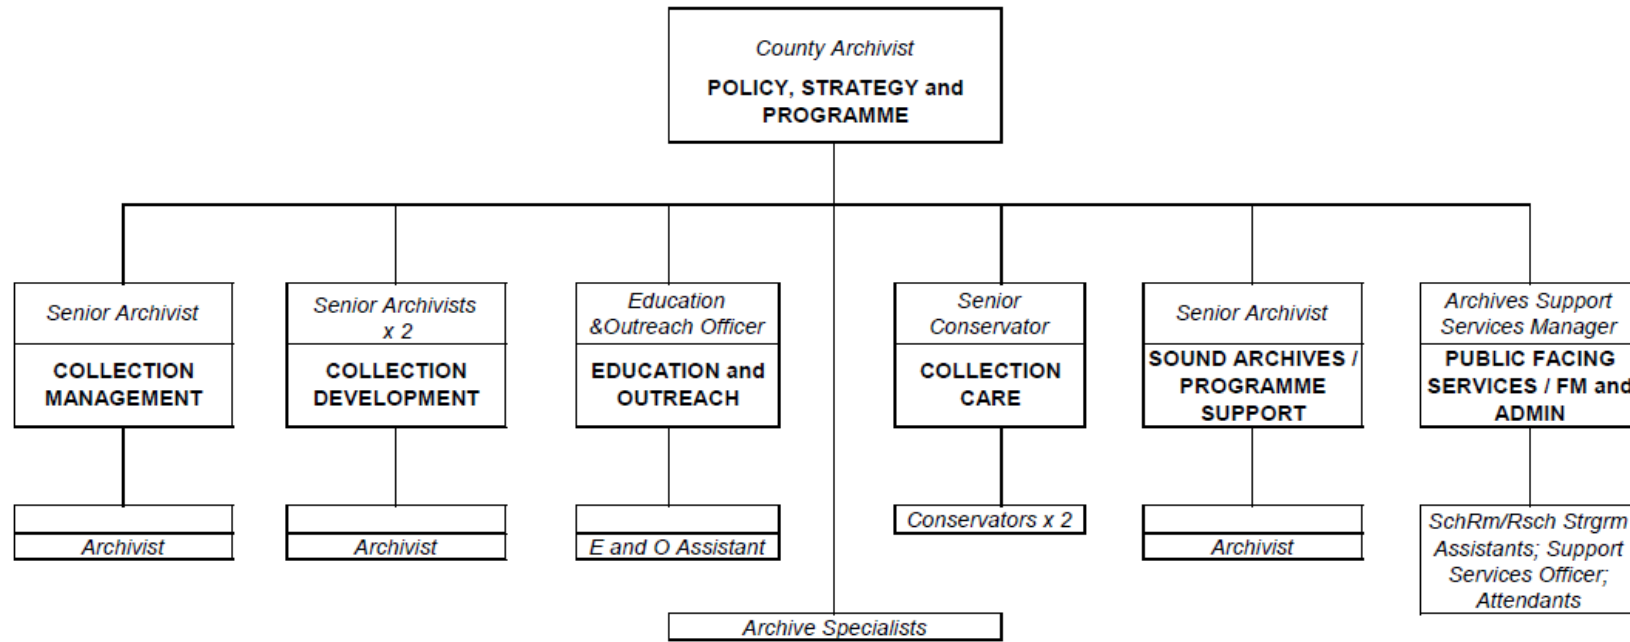 County Archivist
POLICY, STRATEGY and
PROGRAMME
Senior Archivist
COLLECTION
MANAGEMENT
Archivist
Senior Archivists
x 2
COLLECTION
DEVELOPMENT
Archivist
Education
&Outreach Officer
EDUCATION and
OUTREACH
E and O Assistant
Senior
Conservator
COLLECTION
CARE
Conservators x 2
Senior Archivist
SOUND ARCHIVES /
PROGRAMME
SUPPORT
Archivist
Archives Support
Services Manager
PUBLIC FACING
SERVICES / FM and
ADMIN
SchRm/Rsch Strgrm
Assistants; Support
Services Officer;
Attendants
Archive Specialists